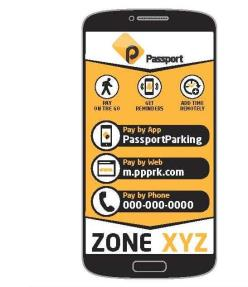 Passport
PAY
ON THE GO
GET
REMINDERS
ADD TIME
REMOTELY
Pay by App
PassportParking
Pay by Web
m.ppprk.com
Pay by Phone
000-000-0000
ZONE XYZ